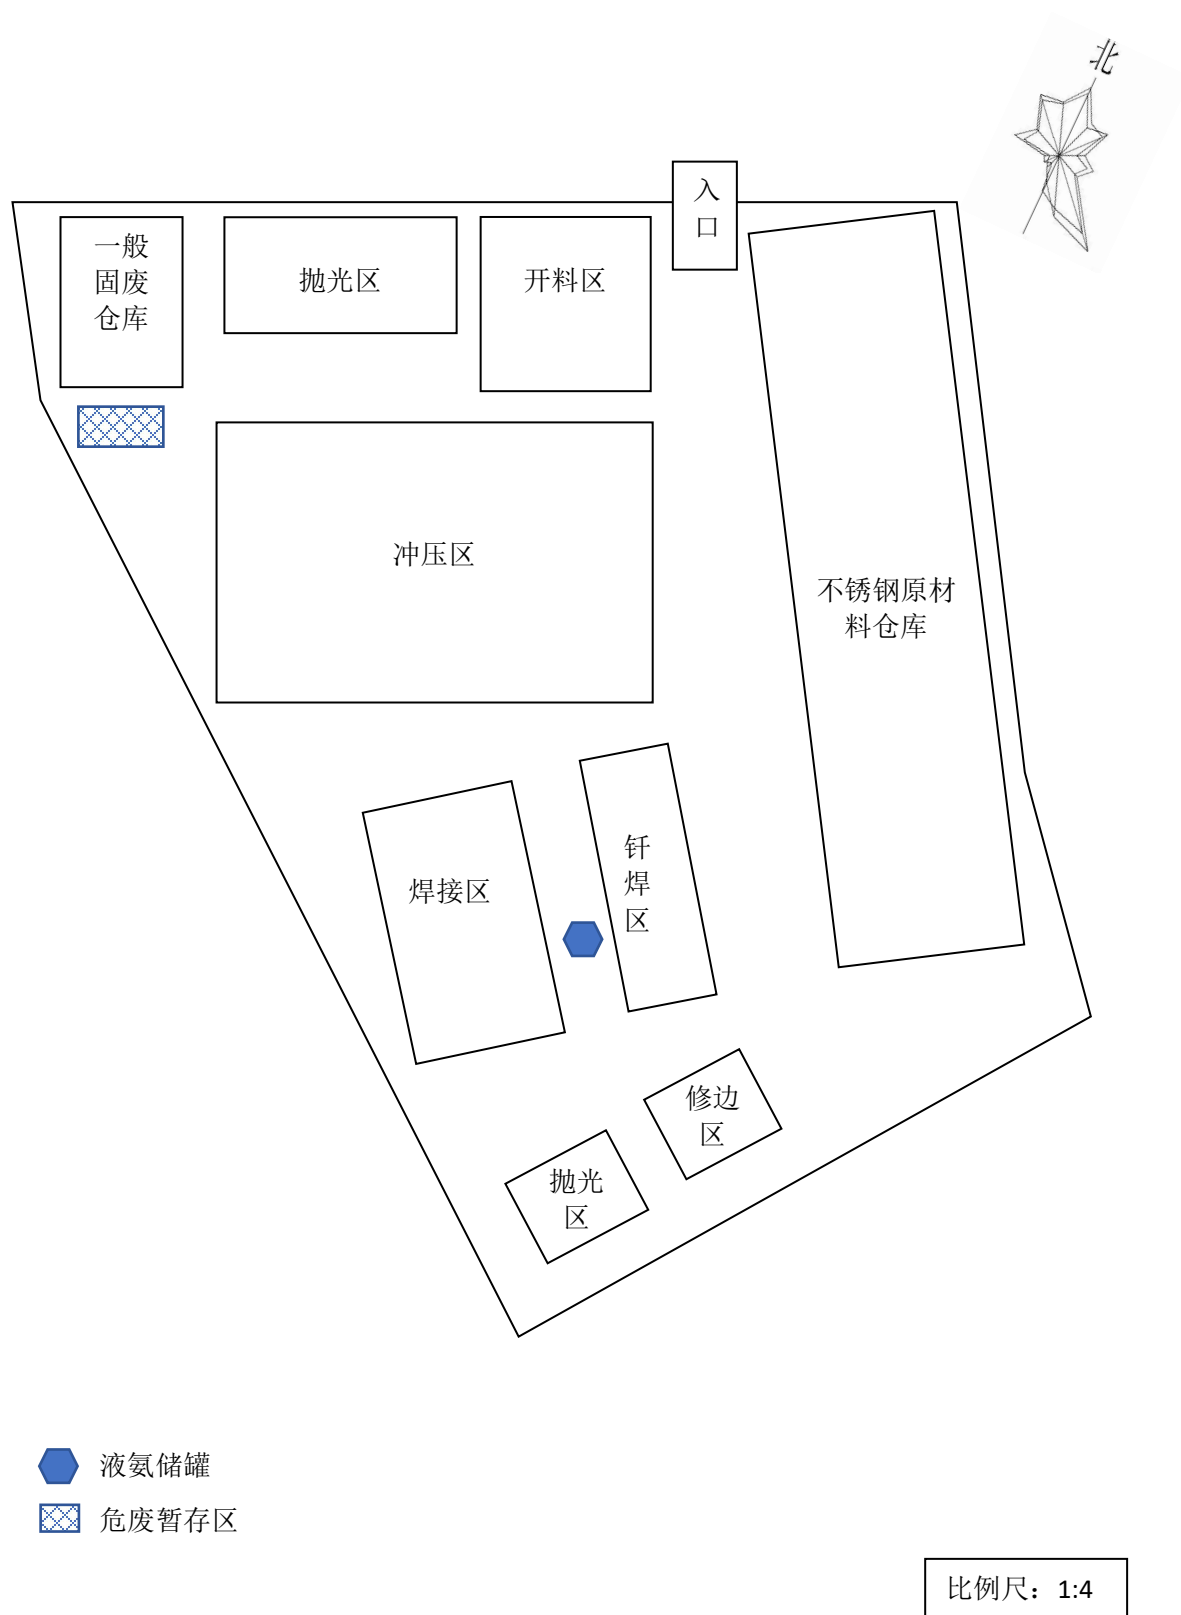 北
入
口
一般
固废
仓库
抛光区
开料区
冲压区
不锈钢原材
料仓库
钎
焊
区
焊接区
修边
区
抛光
区
液氨储罐
危废暂存区
比例尺：1:4